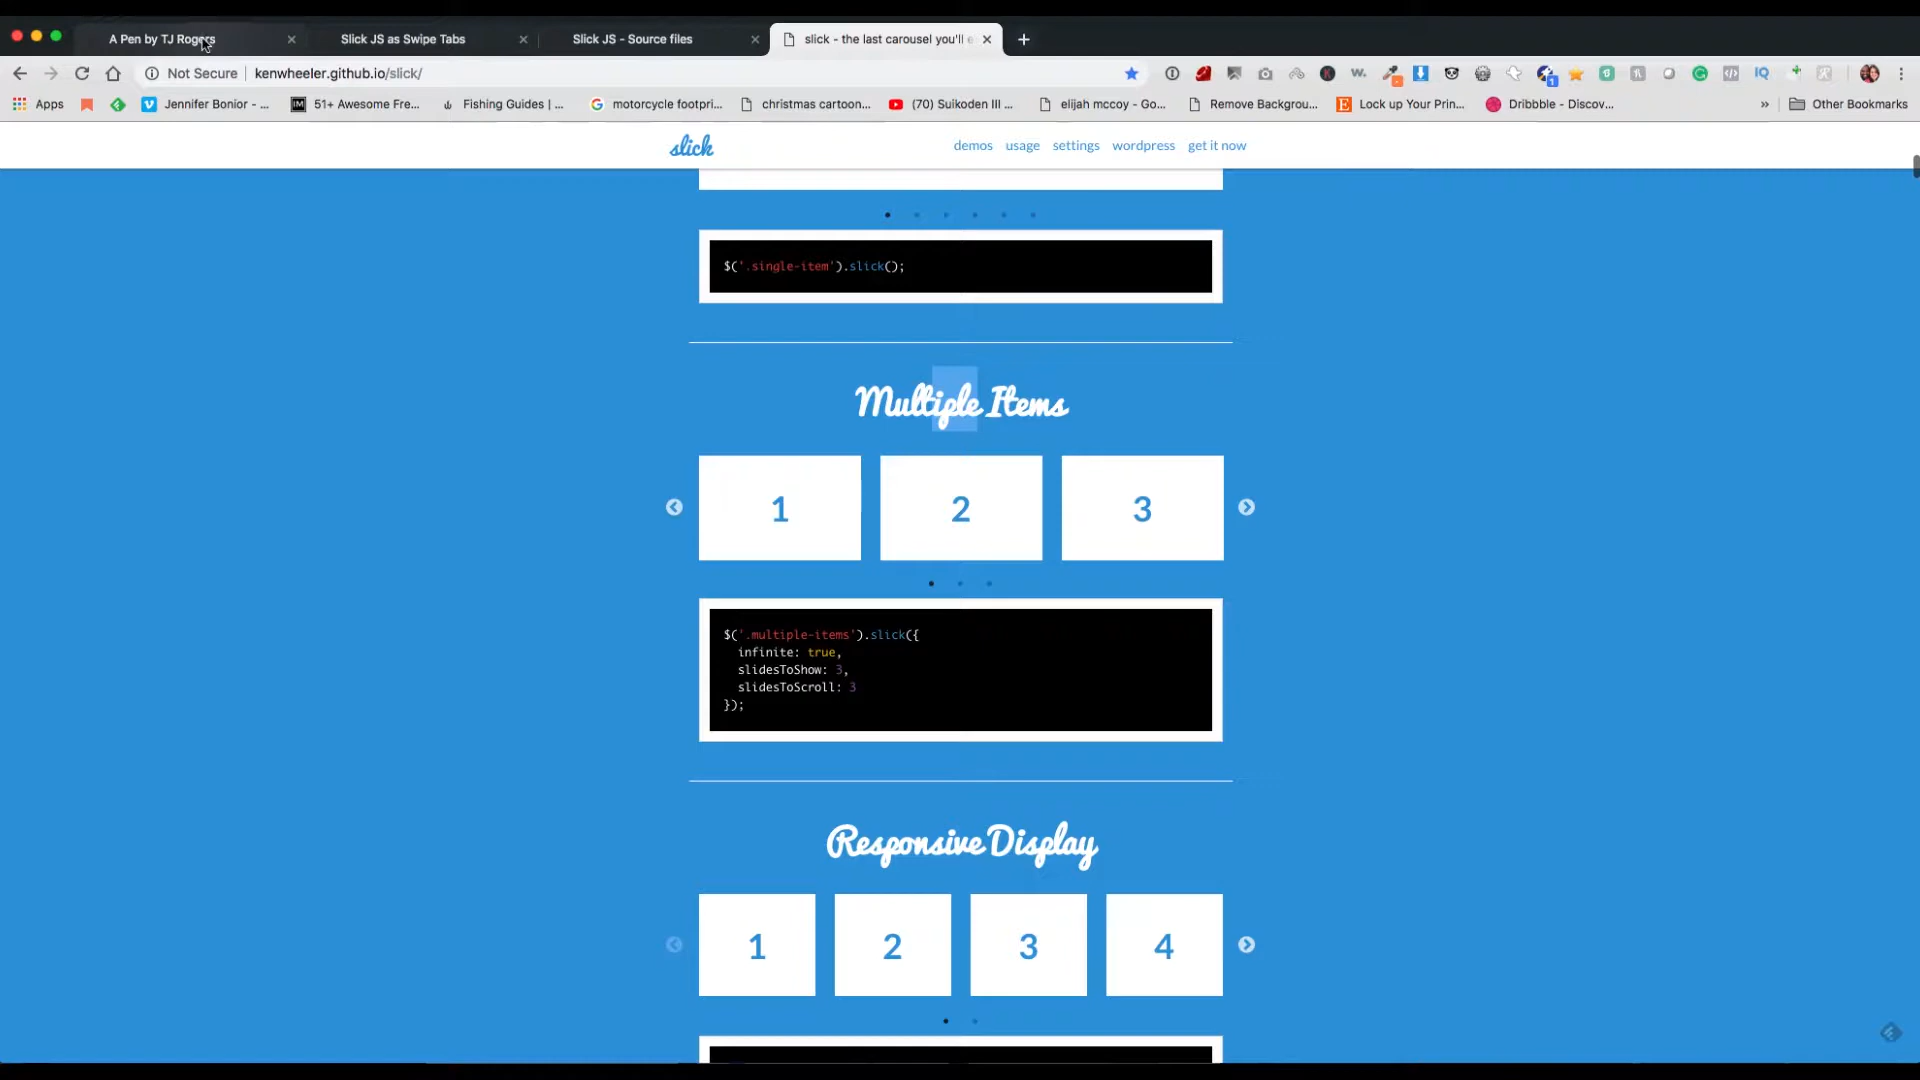 A Pen by TJ Rogers
Slick JS as Swipe Tabs
Slick JS - Source files
slick - the last carousel you'll e
Not Secure
kenwheeler.github.io/slick/
Apps
Jennifer Bonior - ...
51+ Awesome Fre...
Fishing Guides | ...
motorcycle footpri...
christmas cartoon...
(70) Suikoden III ...
elijah mccoy - Go...
Remove Backgrou...
Lock up Your Prin...
Dribbble - Discov...
»
Other Bookmarks
slick
demos
usage
settings
wordpress
get it now
$('.single-item').slick();
Multiple Items
1
2
3
$('.multiple-items').slick({
infinite: true,
slidesToShow: 3,
slidesToScroll: 3
});
Responsive Display
1
2
3
4